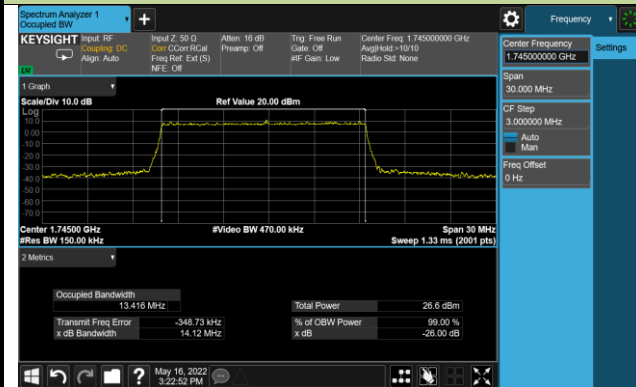 Spectrum Analyzer 1
Occupied BW
Frequency
KEYSIGHT
Input: RF
Coupling: DC
Align: Auto
Input Z: 50 Ω
Corr CCorr RCal
Freq Ref: Ext (S)
NFE: Off
Atten: 16 dB
Preamp: Off
Trig: Free Run
Gate: Off
#IF Gain: Low
Center Freq: 1.745000000 GHz
Avg|Hold:>10/10
Radio Std: None
Center Frequency
1.745000000 GHz
Settings
Span
30.000 MHz
CF Step
3.000000 MHz
Auto
Man
Freq Offset
0 Hz
1 Graph
Scale/Div 10.0 dB
Ref Value 20.00 dBm
Log
10.0
0.00
-10.0
-20.0
-30.0
-40.0
-50.0
-60.0
-70.0
Center 1.74500 GHz
#Video BW 470.00 kHz
Span 30 MHz
#Res BW 150.00 kHz
Sweep 1.33 ms (2001 pts)
2 Metrics
Occupied Bandwidth
13.416 MHz
Total Power
26.6 dBm
Transmit Freq Error
-348.73 kHz
% of OBW Power
99.00 %
x dB Bandwidth
14.12 MHz
x dB
-26.00 dB
?
May 16, 2022
3:22:52 PM